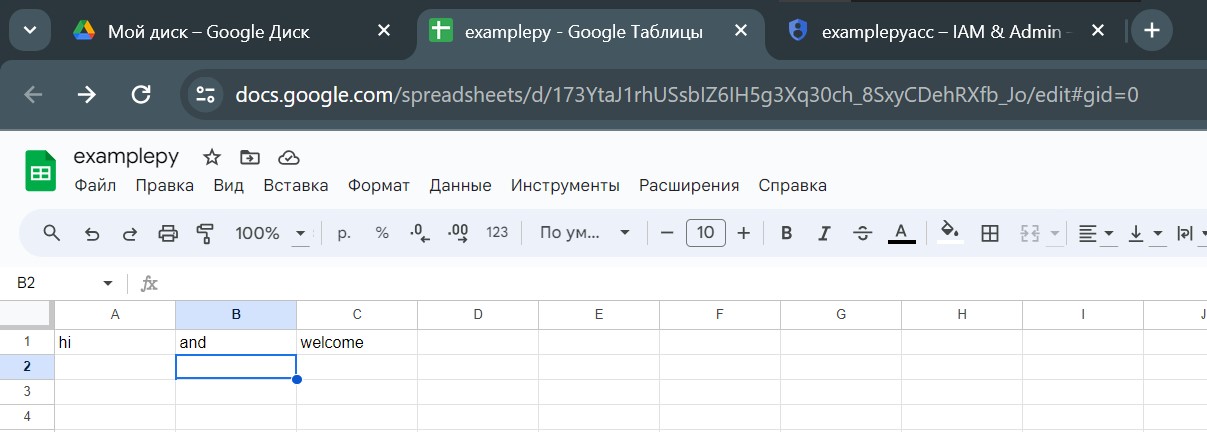 Мой диск – Google Диск
examplepy - Google Таблицы
examplepyacc – IAM & Admin -
docs.google.com/spreadsheets/d/173YtaJ1rhUSsbIZ6IH5g3Xq30ch_8SxyCDehRXfb_Jo/edit#gid=0
examplepy
Файл Правка Вид Вставка Формат Данные Инструменты Расширения Справка
100% р. % .0 .00 123 По ум... 10 B I A
B2 fx
A B C D E F G H I J
1 hi and welcome
2
3
4